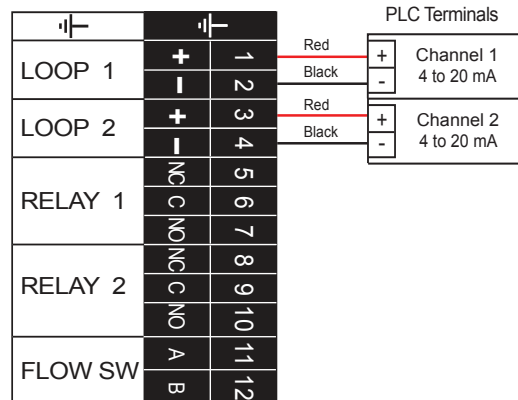 PLC Terminals
LOOP 1
+ 1
Red
+
Channel 1
- 2
Black
-
4 to 20 mA
LOOP 2
+ 3
Red
+
Channel 2
- 4
Black
-
4 to 20 mA
RELAY 1
NC 5
C 6
NO 7
RELAY 2
NC 8
C 9
NO 10
FLOW SW
A 11
B 12